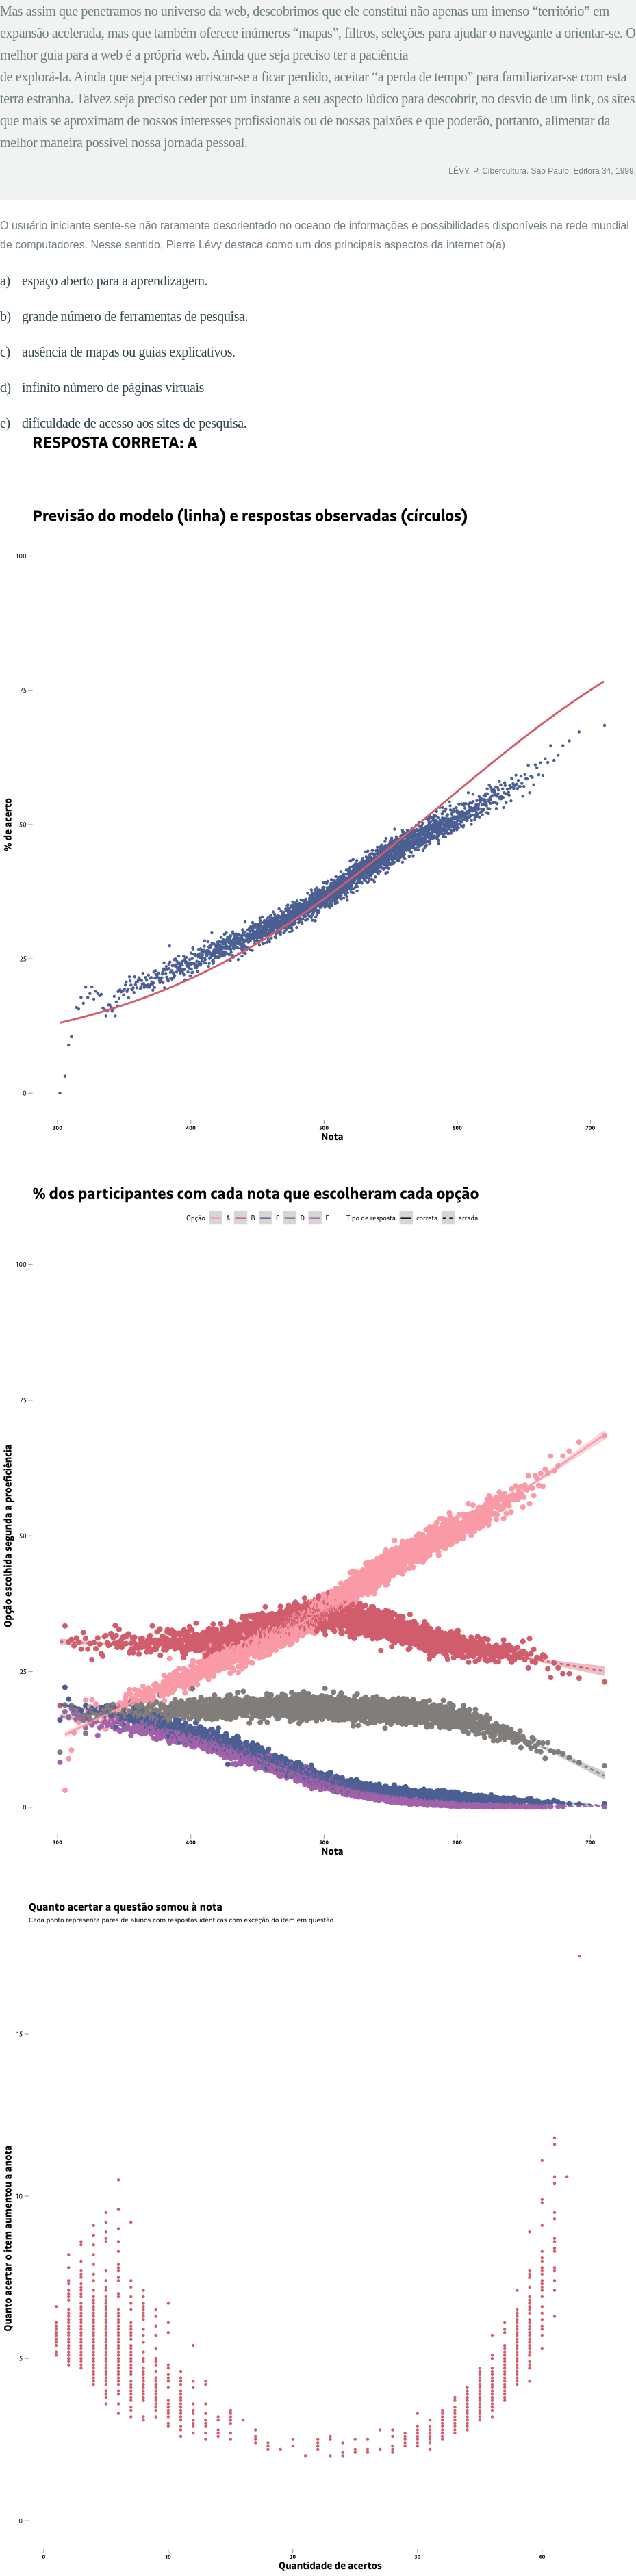 Mas assim que penetramos no universo da web, descobrimos que ele constitui não apenas um imenso “território” em
expansão acelerada, mas que também oferece inúmeros “mapas”, filtros, seleções para ajudar o navegante a orientar-se. O
melhor guia para a web é a própria web. Ainda que seja preciso ter a paciência
de explorá-la. Ainda que seja preciso arriscar-se a ficar perdido, aceitar “a perda de tempo” para familiarizar-se com esta
terra estranha. Talvez seja preciso ceder por um instante a seu aspecto lúdico para descobrir, no desvio de um link, os sites
que mais se aproximam de nossos interesses profissionais ou de nossas paixões e que poderão, portanto, alimentar da
melhor maneira possível nossa jornada pessoal.
LÉVY, P. Cibercultura. São Paulo: Editora 34, 1999.
O usuário iniciante sente-se não raramente desorientado no oceano de informações e possibilidades disponíveis na rede mundial
de computadores. Nesse sentido, Pierre Lévy destaca como um dos principais aspectos da internet o(a)
a) espaço aberto para a aprendizagem.
b) grande número de ferramentas de pesquisa.
c) ausência de mapas ou guias explicativos.
d) infinito número de páginas virtuais
e) dificuldade de acesso aos sites de pesquisa.
RESPOSTA CORRETA: A
Previsão do modelo (linha) e respostas observadas (círculos)
100
75
50
25
0
% de acerto
300 400 500 600 700
Nota
% dos participantes com cada nota que escolheram cada opção
Opção A B C D E Tipo de resposta correta errada
100
75
50
25
0
Opção escolhida segunda a proeficiência
300 400 500 600 700
Nota
Quanto acertar a questão somou à nota
Cada ponto representa pares de alunos com respostas idênticas com exceção do item em questão
15
10
5
0
Quanto acertar o item aumentou a anota
0 10 20 30 40
Quantidade de acertos